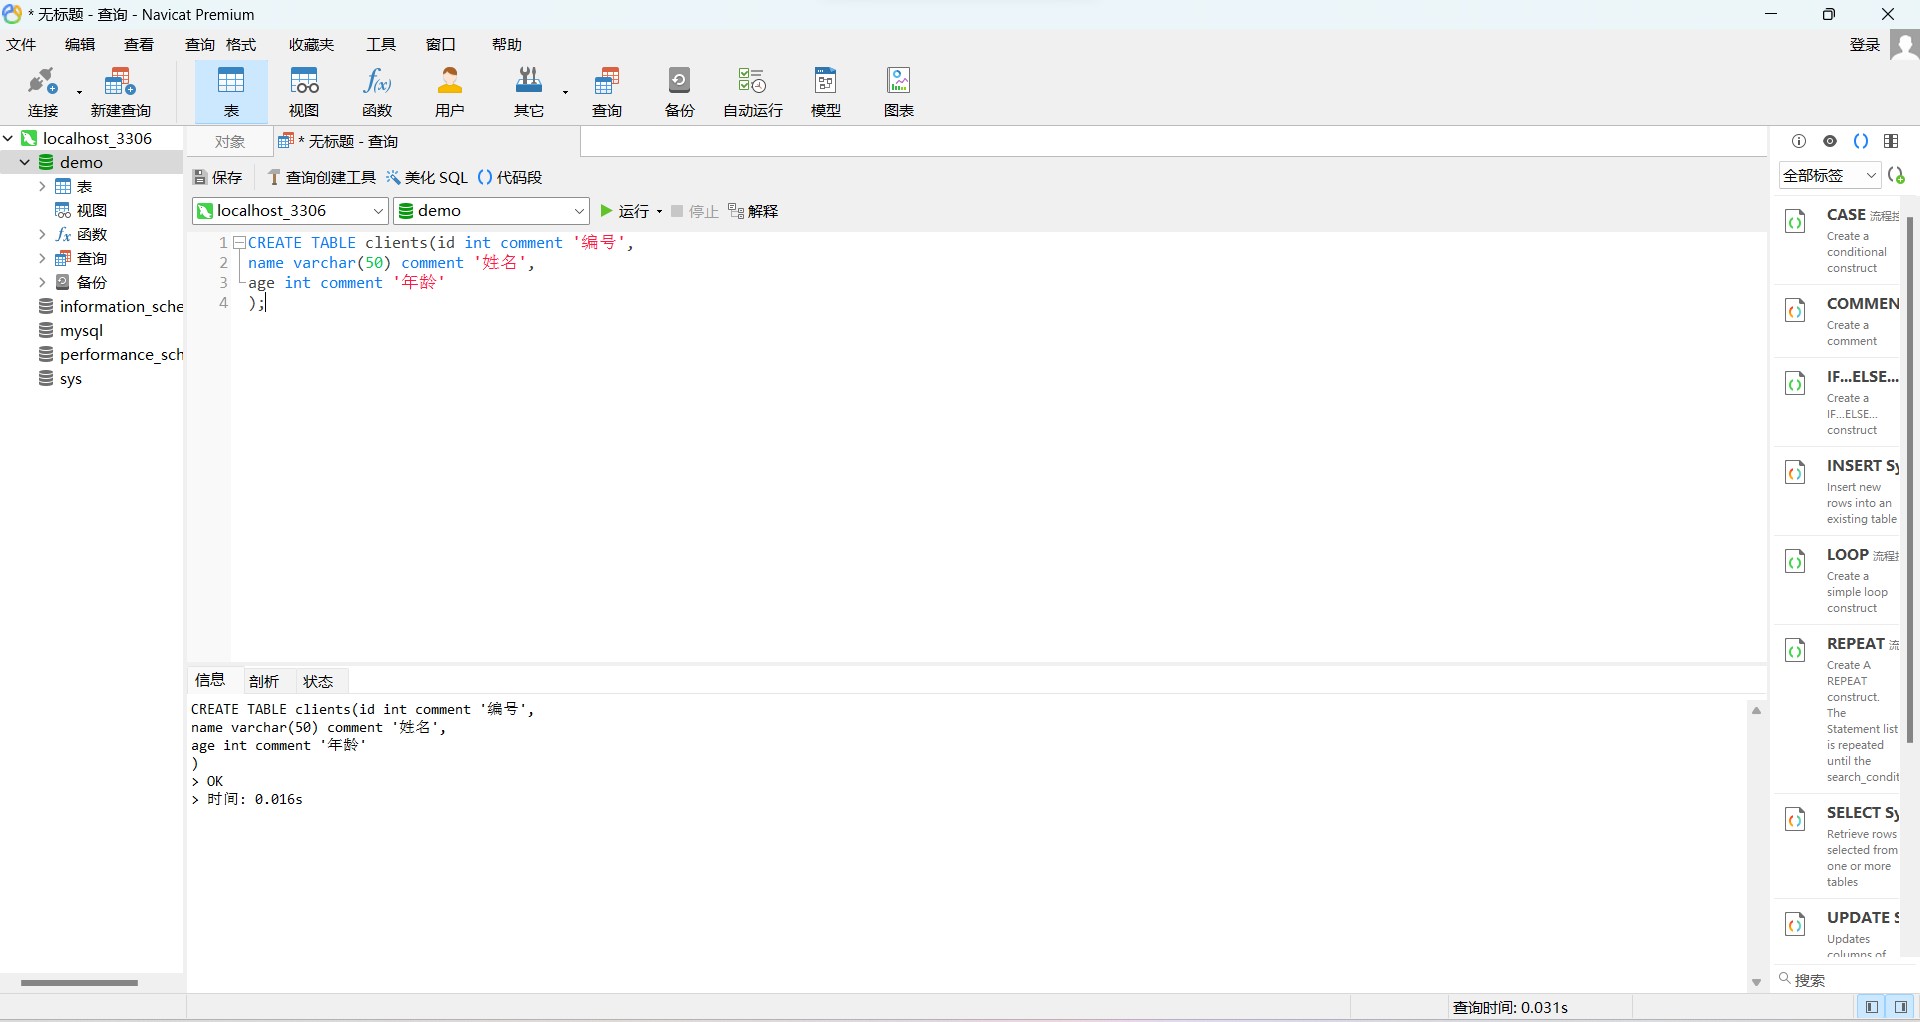 * 无标题 - 查询 - Navicat Premium
文件 编辑 查看 查询 格式 收藏夹 工具 窗口 帮助 登录
连接 新建查询 表 视图 函数 用户 其它 查询 备份 自动运行 模型 图表
localhost_3306
demo
表
视图
函数
查询
备份
information_sche
mysql
performance_sch
sys
对象 * 无标题 - 查询
保存 查询创建工具 美化 SQL 代码段
localhost_3306 demo 运行 停止 解释
1 CREATE TABLE clients(id int comment '编号',
2 name varchar(50) comment '姓名',
3 age int comment '年龄'
4 );
信息 剖析 状态
CREATE TABLE clients(id int comment '编号',
name varchar(50) comment '姓名',
age int comment '年龄'
)
> OK
> 时间: 0.016s
全部标签
CASE 流程控
Create a
conditional
construct
COMMEN
Create a
comment
IF...ELSE...
Create a
IF...ELSE...
construct
INSERT Sy
Insert new
rows into an
existing table
LOOP 流程控
Create a
simple loop
construct
REPEAT 流
Create A
REPEAT
construct.
The
Statement list
is repeated
until the
search_condit
SELECT Sy
Retrieve rows
selected from
one or more
tables
UPDATE S
Updates
columns of
搜索
查询时间: 0.031s